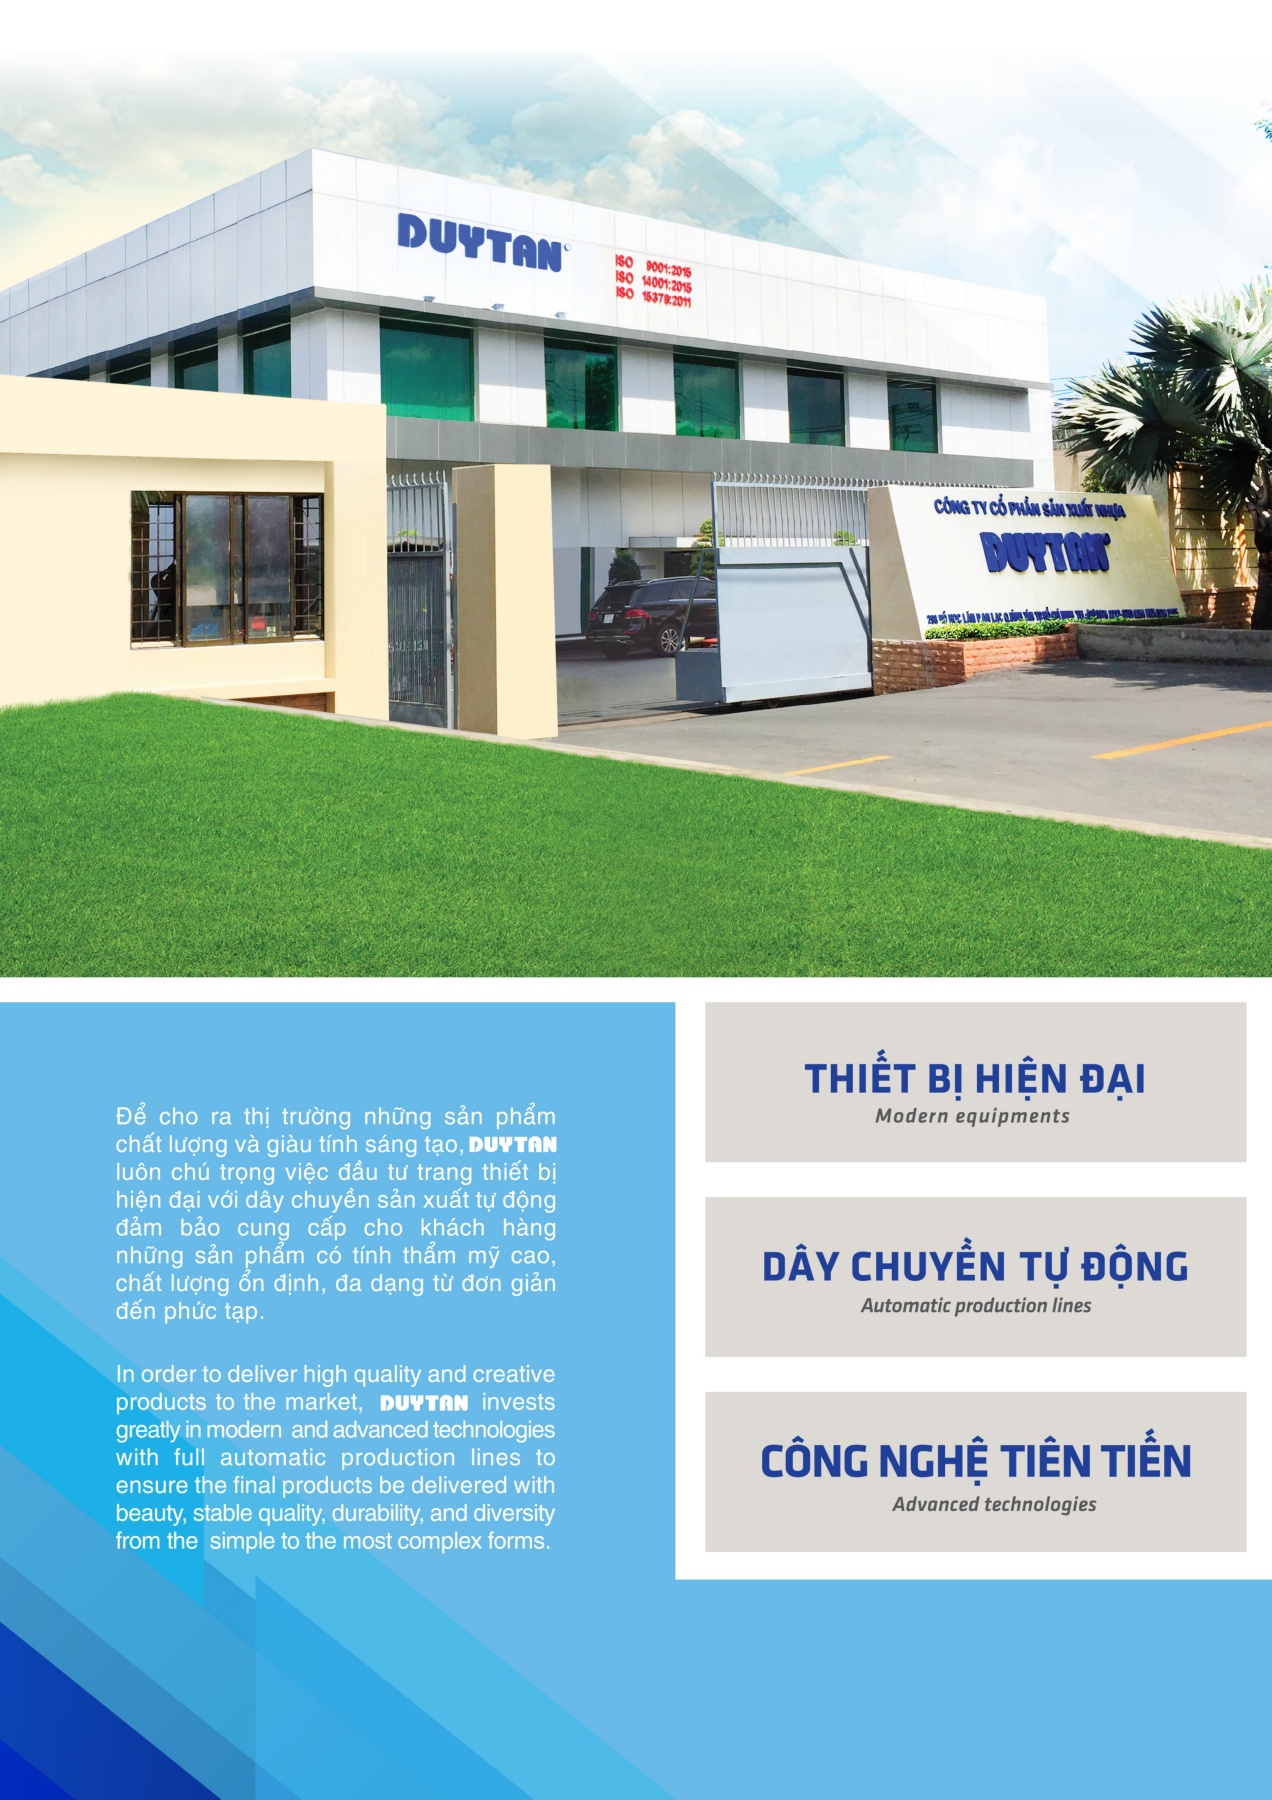 DUYTAN
ISO 9001:2015
ISO 14001:2015
ISO 15378:2011
CÔNG TY CỔ PHẦN SẢN XUẤT NHỰA
DUYTAN
Để cho ra thị trường những sản phẩm
chất lượng và giàu tính sáng tạo, DUYTAN
luôn chú trọng việc đầu tư trang thiết bị
hiện đại với dây chuyền sản xuất tự động
đảm bảo cung cấp cho khách hàng
những sản phẩm có tính thẩm mỹ cao,
chất lượng ổn định, đa dạng từ đơn giản
đến phức tạp.
In order to deliver high quality and creative
products to the market, DUYTAN invests
greatly in modern and advanced technologies
with full automatic production lines to
ensure the final products be delivered with
beauty, stable quality, durability, and diversity
from the simple to the most complex forms.
THIẾT BỊ HIỆN ĐẠI
Modern equipments
DÂY CHUYỀN TỰ ĐỘNG
Automatic production lines
CÔNG NGHỆ TIÊN TIẾN
Advanced technologies